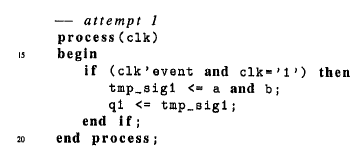 -- attempt 1
process(clk)
15 begin
if (clk'event and clk='1') then
tmp_sig1 <= a and b;
q1 <= tmp_sig1;
end if;
20 end process;